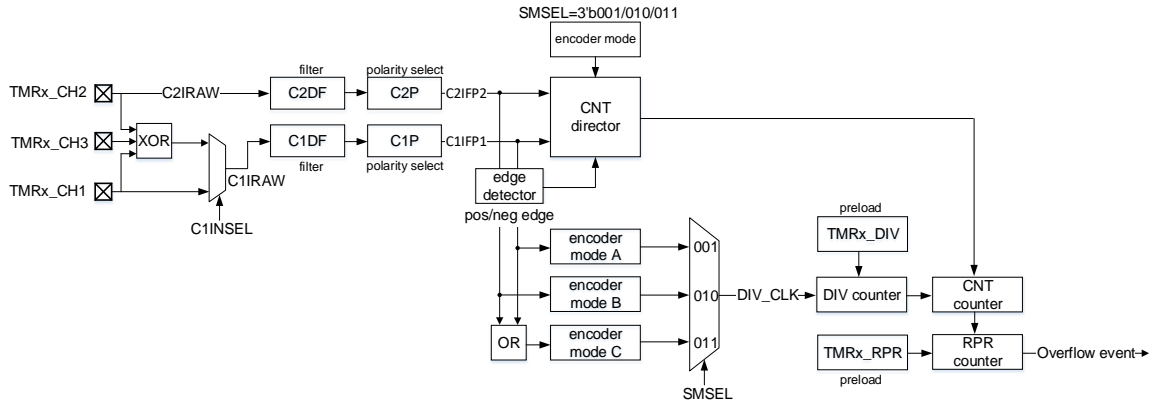 SMSEL=3'b001/010/011
encoder mode
filter
polarity select
TMRx_CH2
C2IRAW
C2DF
C2P
C2IFP2
CNT
director
TMRx_CH3
XOR
C1DF
C1P
C1IFP1
filter
polarity select
TMRx_CH1
C1IRAW
C1INSEL
edge
detector
pos/neg edge
encoder
mode A
001
preload
TMRx_DIV
encoder
mode B
010
DIV_CLK
DIV counter
CNT
counter
OR
encoder
mode C
011
TMRx_RPR
RPR
counter
Overflow event
preload
SMSEL